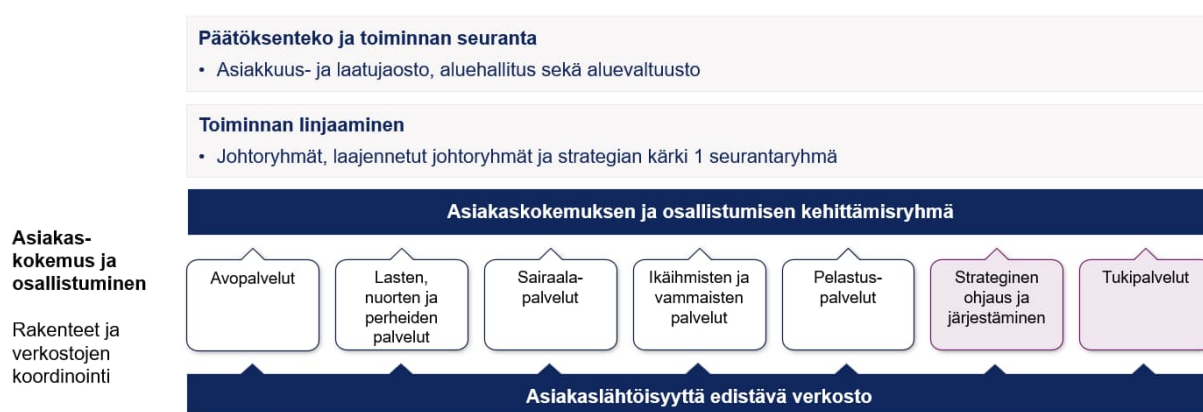 Päätöksenteko ja toiminnan seuranta
• Asiakkuus- ja laatujaosto, aluehallitus sekä aluevaltuusto
Toiminnan linjaaminen
• Johtoryhmät, laajennetut johtoryhmät ja strategian kärki 1 seurantaryhmä
Asiakaskokemuksen ja osallistumisen kehittämisryhmä
Asiakas-
kokemus ja
osallistuminen
Rakenteet ja
verkostojen
koordinointi
Avopalvelut
Lasten,
nuorten ja
perheiden
palvelut
Sairaala-
palvelut
Ikäihmisten ja
vammaisten
palvelut
Pelastus-
palvelut
Strateginen
ohjaus ja
järjestäminen
Tukipalvelut
Asiakaslähtöisyyttä edistävä verkosto